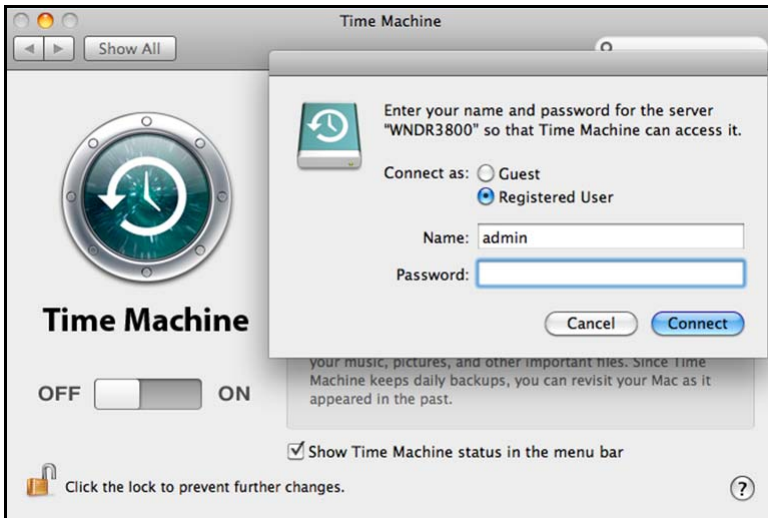 Time Machine
Show All
Enter your name and password for the server
"WNDR3800" so that Time Machine can access it.
Connect as:
Guest
Registered User
Name: admin
Password:
Cancel
Connect
Time Machine
OFF
ON
your music, pictures, and other important files. Since Time
Machine keeps daily backups, you can revisit your Mac as it
appeared in the past.
Show Time Machine status in the menu bar
Click the lock to prevent further changes.
?